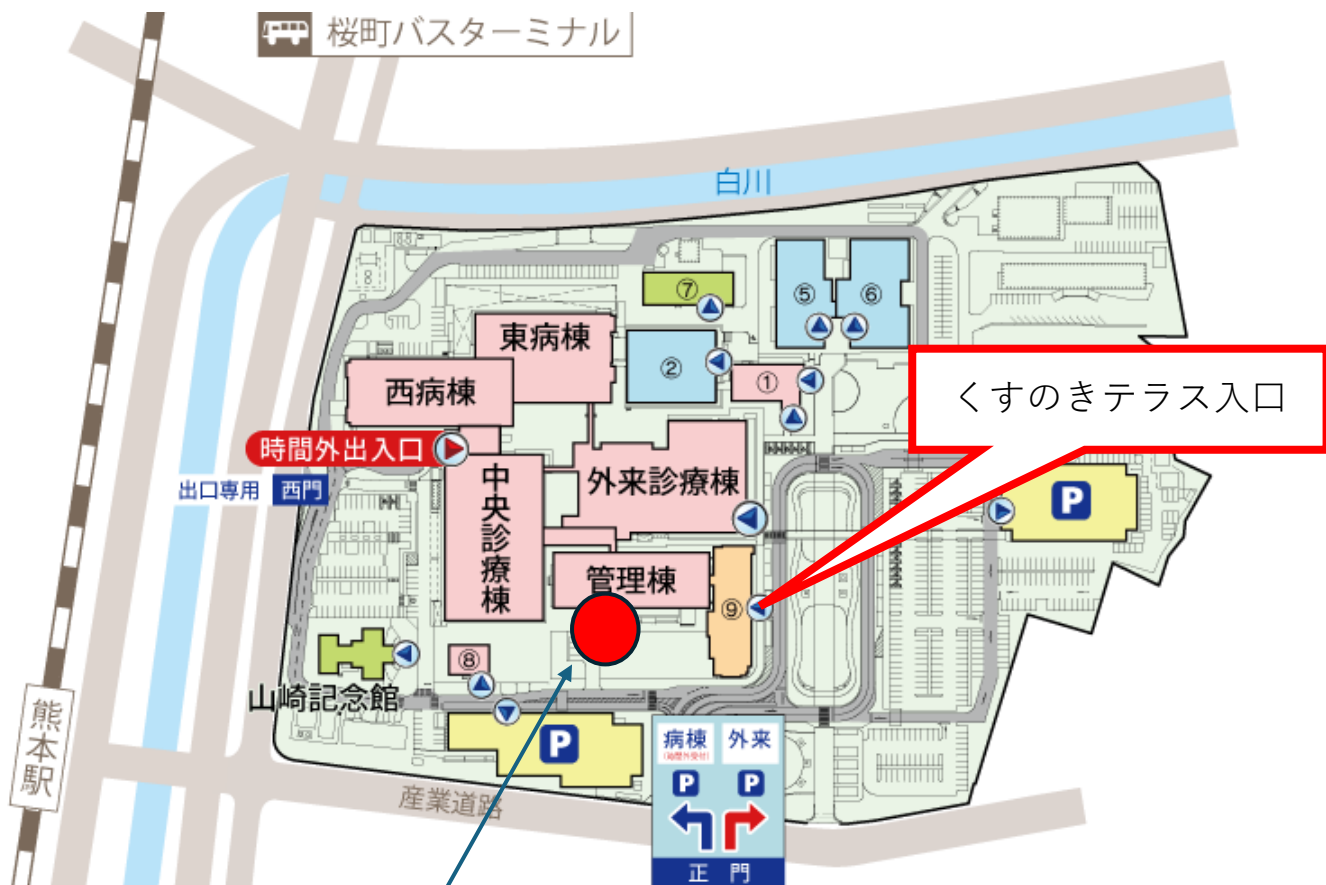 桜町バスターミナル
白川
⑦
⑤
⑥
東病棟
②
①
西病棟
くすのきテラス入口
時間外出入口
外来診療棟
出口専用 西門
中央診療棟
P
管理棟
⑨
⑧
山崎記念館
熊本駅
P
病棟 外来
P P
産業道路
正門